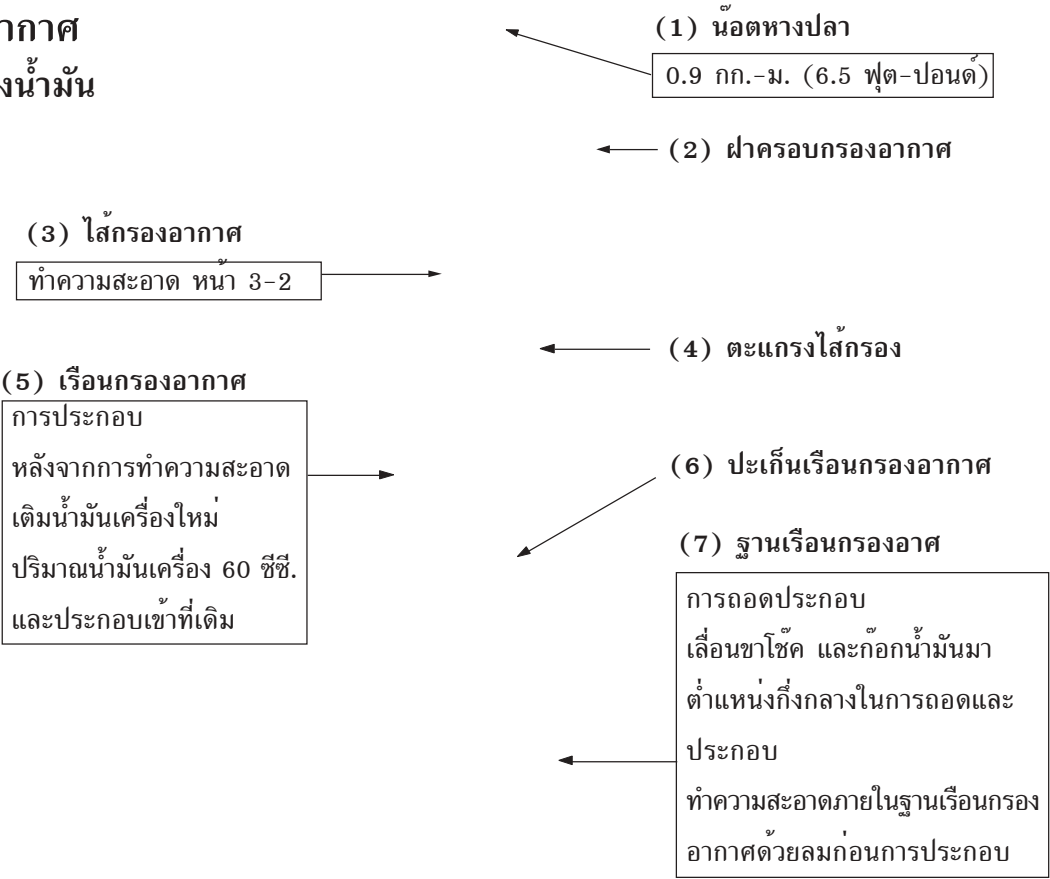 ากาศ
งน้ำมัน
(1) น๊อตหางปลา
0.9 กก.-ม. (6.5 ฟุต-ปอนด์)
(2) ฝาครอบกรองอากาศ
(3) ไส้กรองอากาศ
ทำความสะอาด หน้า 3-2
(4) ตะแกรงไส้กรอง
(5) เรือนกรองอากาศ
การประกอบ
หลังจากการทำความสะอาด
เติมน้ำมันเครื่องใหม่
ปริมาณน้ำมันเครื่อง 60 ซีซี.
และประกอบเข้าที่เดิม
(6) ปะเก็นเรือนกรองอากาศ
(7) ฐานเรือนกรองอาศ
การถอดประกอบ
เลื่อนขาโช๊ค และก๊อกน้ำมันมา
ตำแหน่งกึ่งกลางในการถอดและ
ประกอบ
ทำความสะอาดภายในฐานเรือนกรอง
อากาศด้วยลมก่อนการประกอบ